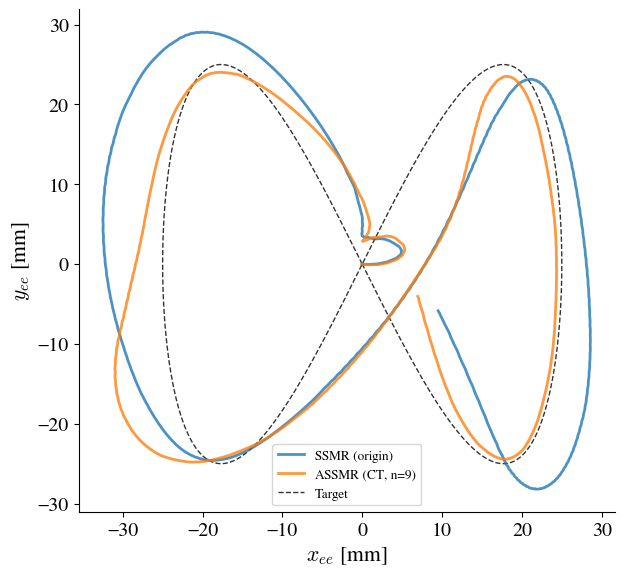 30
20
10
0
−10
−20
−30
y_ee [mm]
SSMR (origin)
ASSMR (CT, n=9)
Target
−30 −20 −10 0 10 20 30
x_ee [mm]